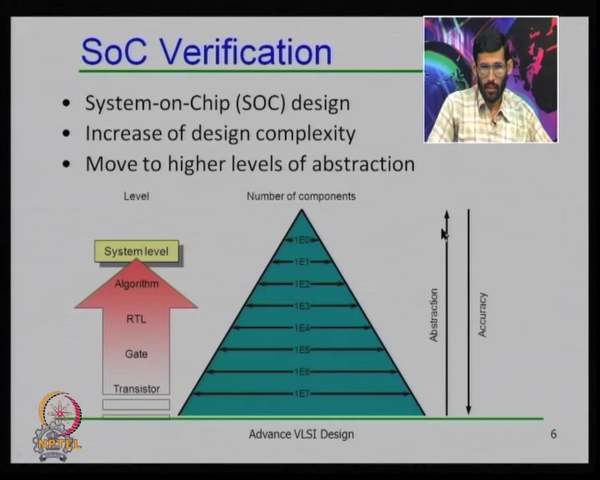 SoC Verification
• System-on-Chip (SOC) design
• Increase of design complexity
• Move to higher levels of abstraction
Level
Number of components
System level
Algorithm
RTL
Gate
Transistor
1E0
1E1
1E2
1E3
1E4
1E5
1E6
1E7
Abstraction
Accuracy
NPTEL
Advance VLSI Design
6